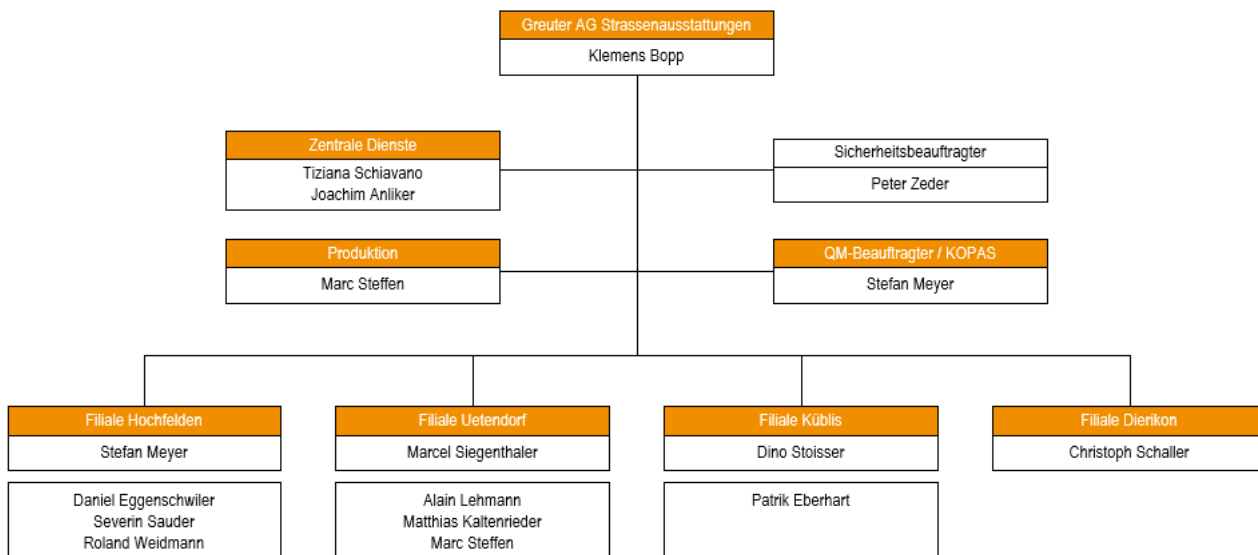 Greuter AG Strassenausstattungen
Klemens Bopp
Zentrale Dienste
Tiziana Schiavano
Joachim Anliker
Sicherheitsbeauftragter
Peter Zeder
Produktion
Marc Steffen
QM-Beauftragter / KOPAS
Stefan Meyer
Filiale Hochfelden
Stefan Meyer
Daniel Eggenschwiler
Severin Sauder
Roland Weidmann
Filiale Uetendorf
Marcel Siegenthaler
Alain Lehmann
Matthias Kaltenrieder
Marc Steffen
Filiale Küblis
Dino Stoisser
Patrik Eberhart
Filiale Dierikon
Christoph Schaller